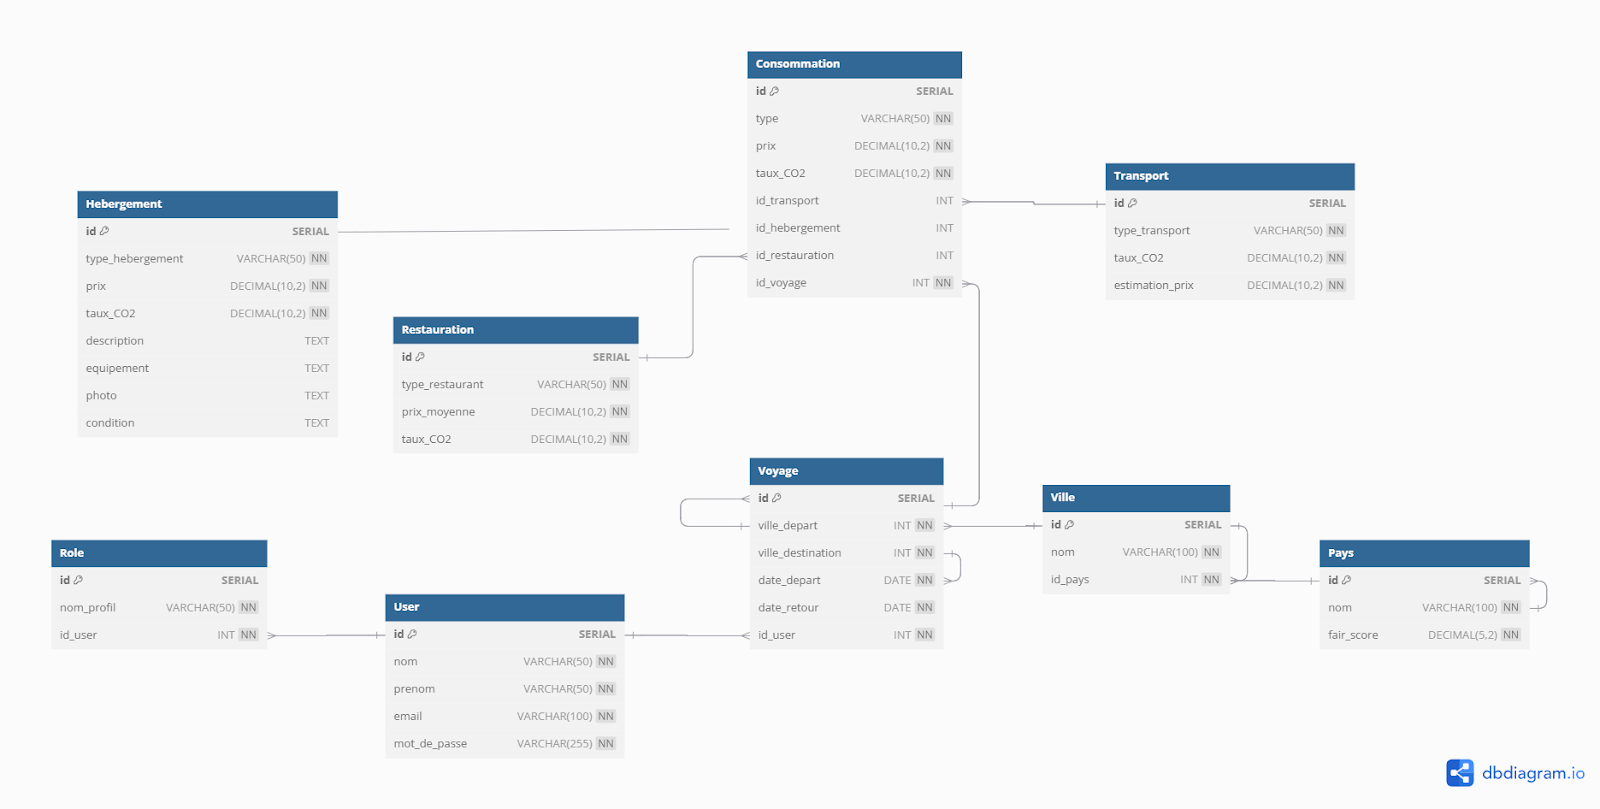 Consommation
id SERIAL
type VARCHAR(50) NN
prix DECIMAL(10,2) NN
taux_CO2 DECIMAL(10,2) NN
id_transport INT
id_hebergement INT
id_restauration INT
id_voyage INT NN
Transport
id SERIAL
type_transport VARCHAR(50) NN
taux_CO2 DECIMAL(10,2) NN
estimation_prix DECIMAL(10,2) NN
Hebergement
id SERIAL
type_hebergement VARCHAR(50) NN
prix DECIMAL(10,2) NN
taux_CO2 DECIMAL(10,2) NN
description TEXT
equipement TEXT
photo TEXT
condition TEXT
Restauration
id SERIAL
type_restaurant VARCHAR(50) NN
prix_moyenne DECIMAL(10,2) NN
taux_CO2 DECIMAL(10,2) NN
Voyage
id SERIAL
ville_depart INT NN
ville_destination INT NN
date_depart DATE NN
date_retour DATE NN
id_user INT NN
Ville
id SERIAL
nom VARCHAR(100) NN
id_pays INT NN
Pays
id SERIAL
nom VARCHAR(100) NN
fair_score DECIMAL(5,2) NN
Role
id SERIAL
nom_profil VARCHAR(50) NN
id_user INT NN
User
id SERIAL
nom VARCHAR(50) NN
prenom VARCHAR(50) NN
email VARCHAR(100) NN
mot_de_passe VARCHAR(255) NN
dbdiagram.io